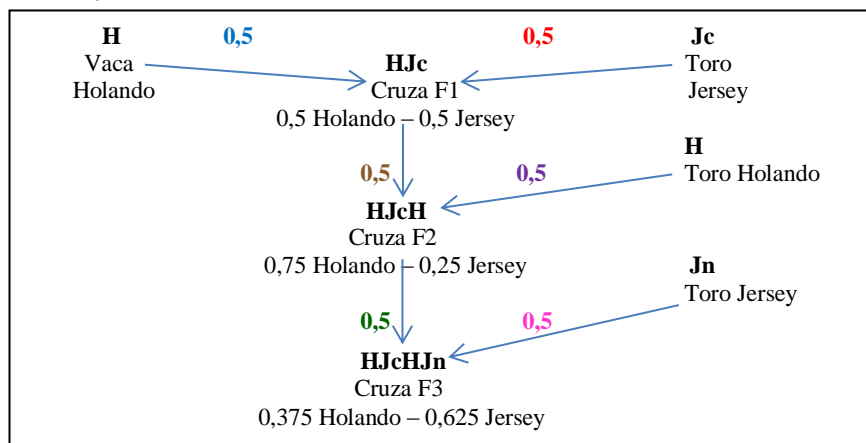 H 0,5 0,5 Jc
Vaca HJc Toro
Holando Cruza F1 Jersey
0,5 Holando – 0,5 Jersey
H
0,5 0,5 Toro Holando
HJcH
Cruza F2
0,75 Holando – 0,25 Jersey Jn
Toro Jersey
0,5 0,5
HJcHJn
Cruza F3
0,375 Holando – 0,625 Jersey